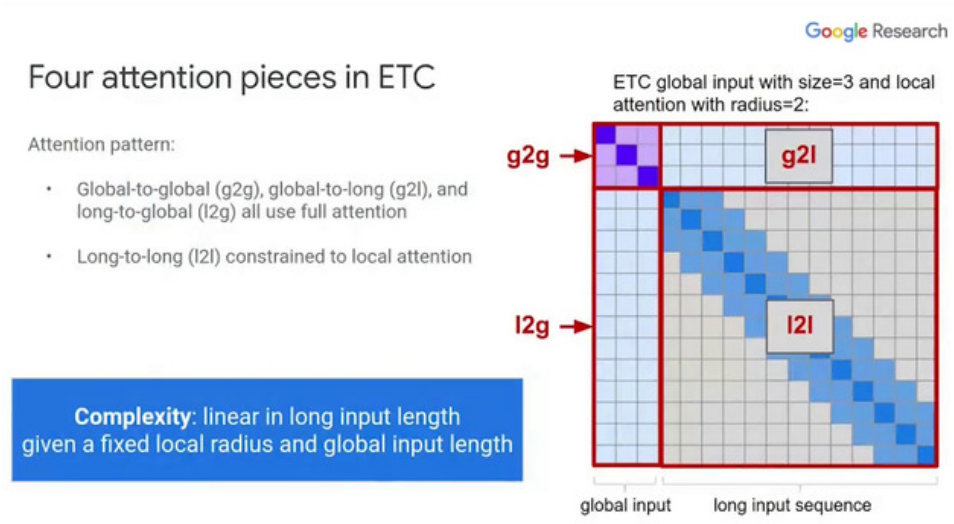 Google Research
Four attention pieces in ETC
Attention pattern:
• Global-to-global (g2g), global-to-long (g2l), and
long-to-global (l2g) all use full attention
• Long-to-long (l2l) constrained to local attention
Complexity: linear in long input length
given a fixed local radius and global input length
ETC global input with size=3 and local
attention with radius=2:
g2g
g2l
l2g
l2l
global input
long input sequence